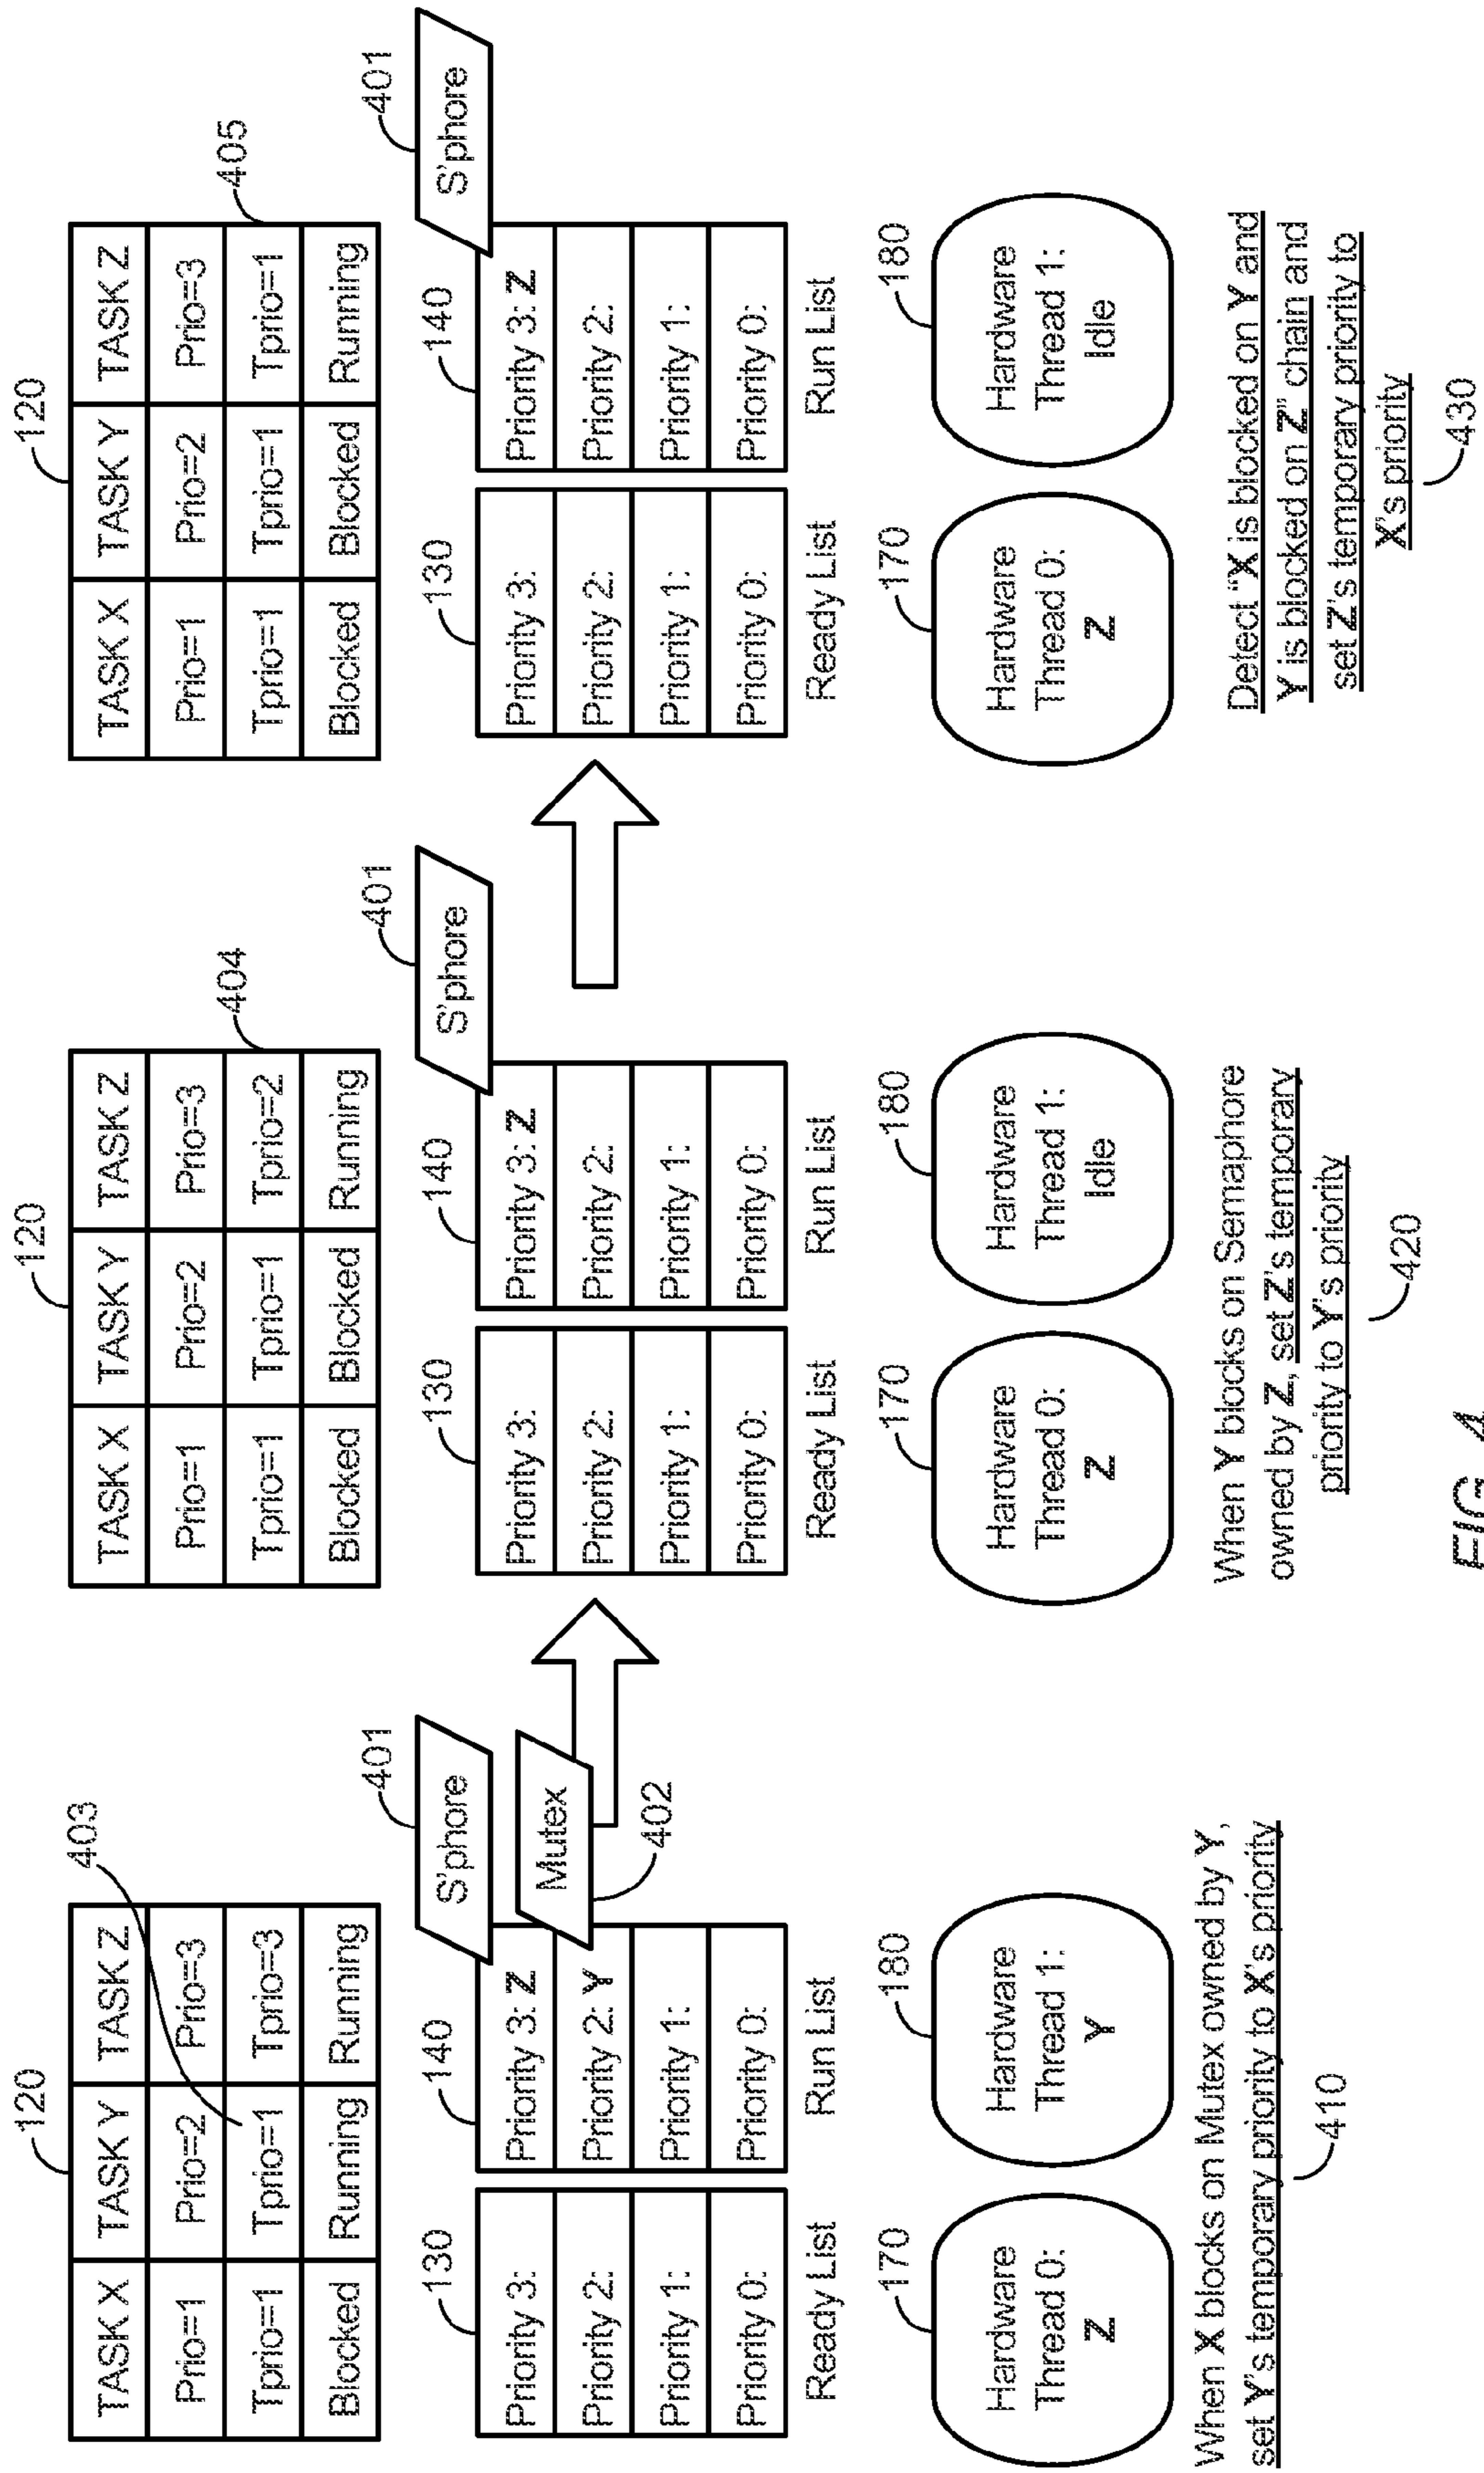 120
403
TASK X TASK Y TASK Z
Prio=1 Prio=2 Prio=3
Tprio=1 Tprio=1 Tprio=3
Blocked Running Running
401
S'phore
130
140
Priority 3: Priority 3: Z
Mutex
Priority 2: Priority 2: Y
402
Priority 1: Priority 1:
Priority 0: Priority 0:
Ready List Run List
170
180
Hardware Thread 0: Z
Hardware Thread 1: Y
When X blocks on Mutex owned by Y,
set Y's temporary priority to X's priority
410
120
404
TASK X TASK Y TASK Z
Prio=1 Prio=2 Prio=3
Tprio=1 Tprio=1 Tprio=2
Blocked Blocked Running
401
S'phore
130
140
Priority 3: Priority 3: Z
Priority 2: Priority 2:
Priority 1: Priority 1:
Priority 0: Priority 0:
Ready List Run List
170
180
Hardware Thread 0: Z
Hardware Thread 1: Idle
When Y blocks on Semaphore
owned by Z, set Z's temporary
priority to Y's priority
420
120
405
TASK X TASK Y TASK Z
Prio=1 Prio=2 Prio=3
Tprio=1 Tprio=1 Tprio=1
Blocked Blocked Running
401
S'phore
130
140
Priority 3: Priority 3: Z
Priority 2: Priority 2:
Priority 1: Priority 1:
Priority 0: Priority 0:
Ready List Run List
170
180
Hardware Thread 0: Z
Hardware Thread 1: Idle
Detect "X is blocked on Y and
Y is blocked on Z" chain and
set Z's temporary priority to
X's priority
430
FIG. 4